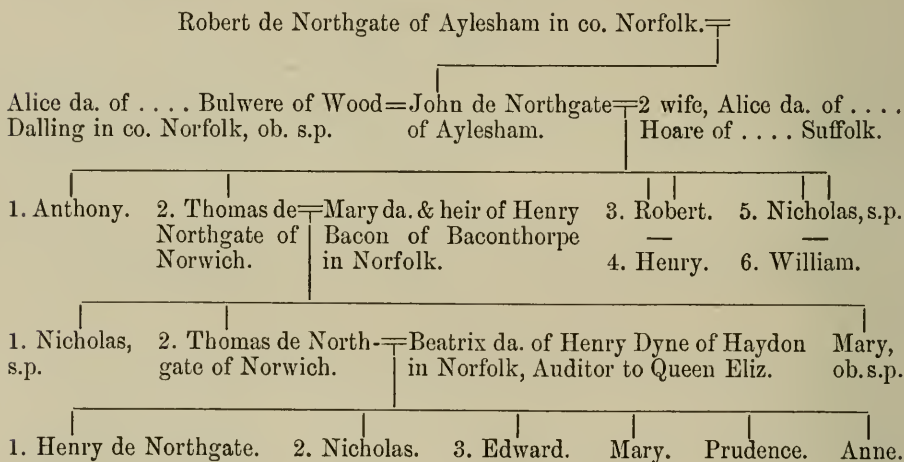 Robert de Northgate of Aylesham in co. Norfolk.=
Alice da. of . . . . Bulwere of Wood=John de Northgate=2 wife, Alice da. of . . . .
Dalling in co. Norfolk, ob. s.p. of Aylesham. Hoare of . . . . Suffolk.
1. Anthony. 2. Thomas de=Mary da. & heir of Henry 3. Robert. 5. Nicholas, s.p.
Northgate of Bacon of Baconthorpe — —
Norwich. in Norfolk. 4. Henry. 6. William.
1. Nicholas, 2. Thomas de North-=Beatrix da. of Henry Dyne of Haydon Mary,
s.p. gate of Norwich. in Norfolk, Auditor to Queen Eliz. ob. s.p.
1. Henry de Northgate. 2. Nicholas. 3. Edward. Mary. Prudence. Anne.